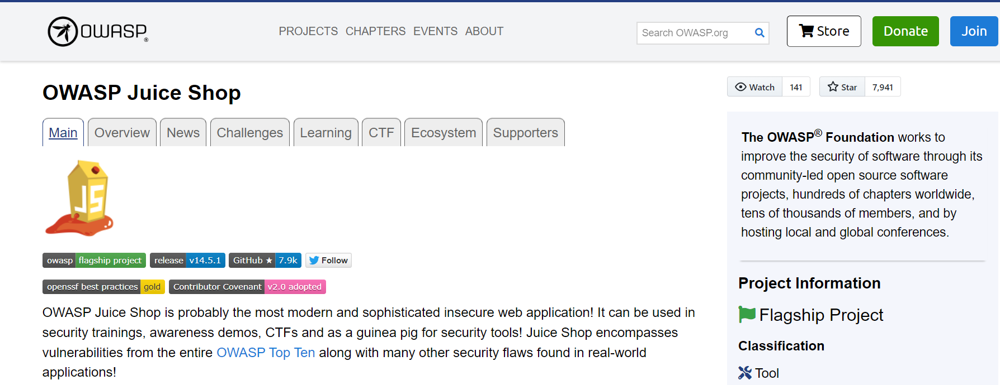 OWASP®
PROJECTS CHAPTERS EVENTS ABOUT
Search OWASP.org
Store
Donate
Join
OWASP Juice Shop
Watch 141
Star 7,941
Main Overview News Challenges Learning CTF Ecosystem Supporters
JS
owasp flagship project
release v14.5.1
GitHub ★ 7.9k
Follow
openssf best practices gold
Contributor Covenant v2.0 adopted
OWASP Juice Shop is probably the most modern and sophisticated insecure web application! It can be used in
security trainings, awareness demos, CTFs and as a guinea pig for security tools! Juice Shop encompasses
vulnerabilities from the entire OWASP Top Ten along with many other security flaws found in real-world
applications!
The OWASP® Foundation works to
improve the security of software through its
community-led open source software
projects, hundreds of chapters worldwide,
tens of thousands of members, and by
hosting local and global conferences.
Project Information
Flagship Project
Classification
Tool